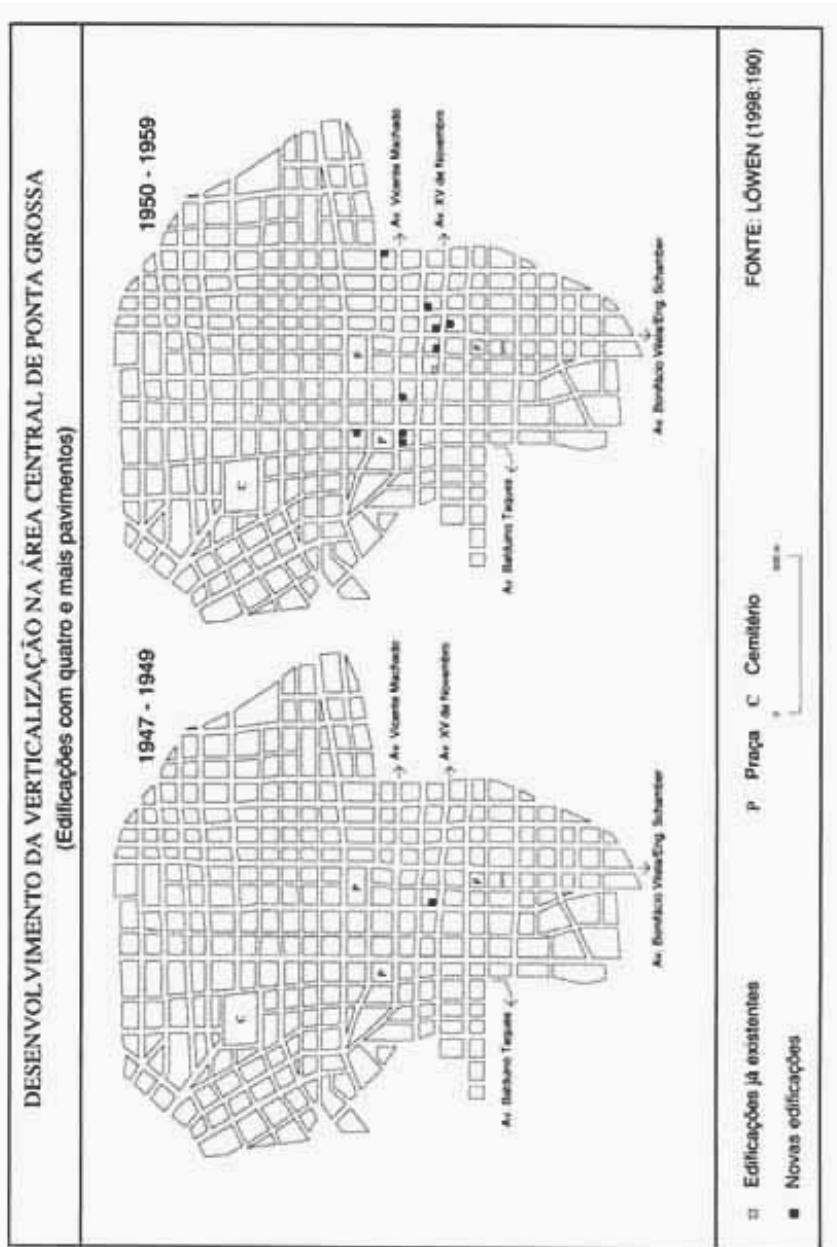 DESENVOLVIMENTO DA VERTICALIZAÇÃO NA ÁREA CENTRAL DE PONTA GROSSA
(Edificações com quatro e mais pavimentos)
1947 - 1949
C
P
P
P
Av. Vicente Machado
Av. XV de Novembro
Av. Balduino Taques
Av. Bonifácio Vilela/Eng. Schamber
1950 - 1959
C
P
P
P
Av. Vicente Machado
Av. XV de Novembro
Av. Balduino Taques
Av. Bonifácio Vilela/Eng. Schamber
Edificações já existentes
Novas edificações
P Praça C Cemitério
0
FONTE: LÖWEN (1998:190)